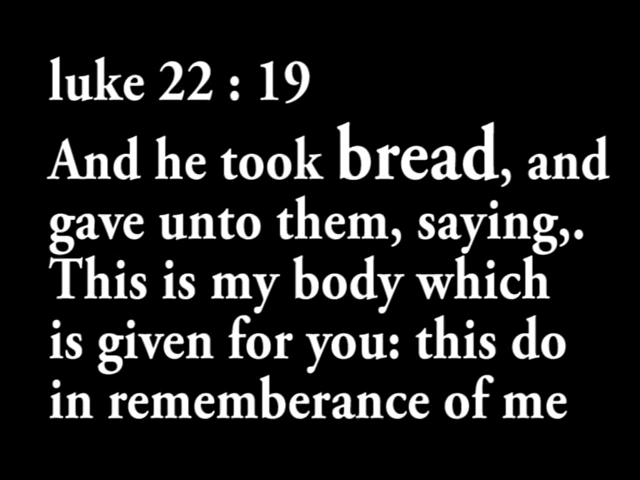 luke 22 : 19
And he took bread, and
gave unto them, saying,.
This is my body which
is given for you: this do
in rememberance of me